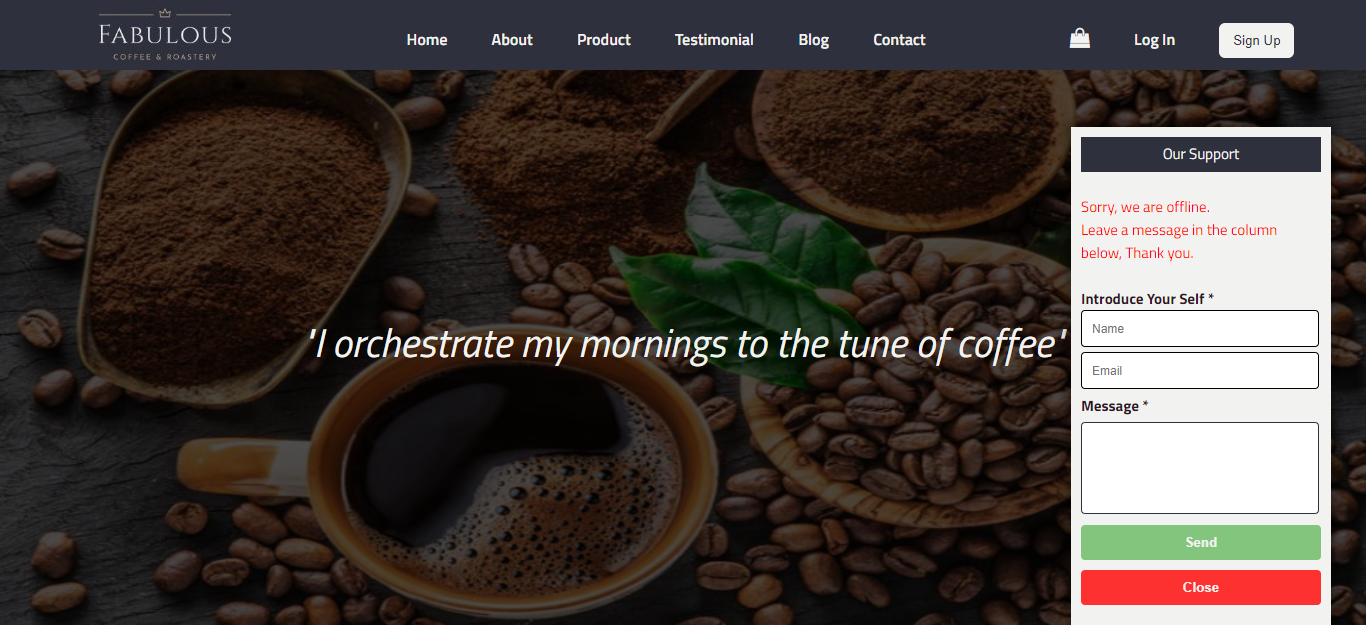 FABULOUS
COFFEE & ROASTERY
Home
About
Product
Testimonial
Blog
Contact
Log In
Sign Up
Our Support
Sorry, we are offline.
Leave a message in the column
below, Thank you.
Introduce Your Self *
Name
Email
Message *
Send
Close
'I orchestrate my mornings to the tune of coffee'